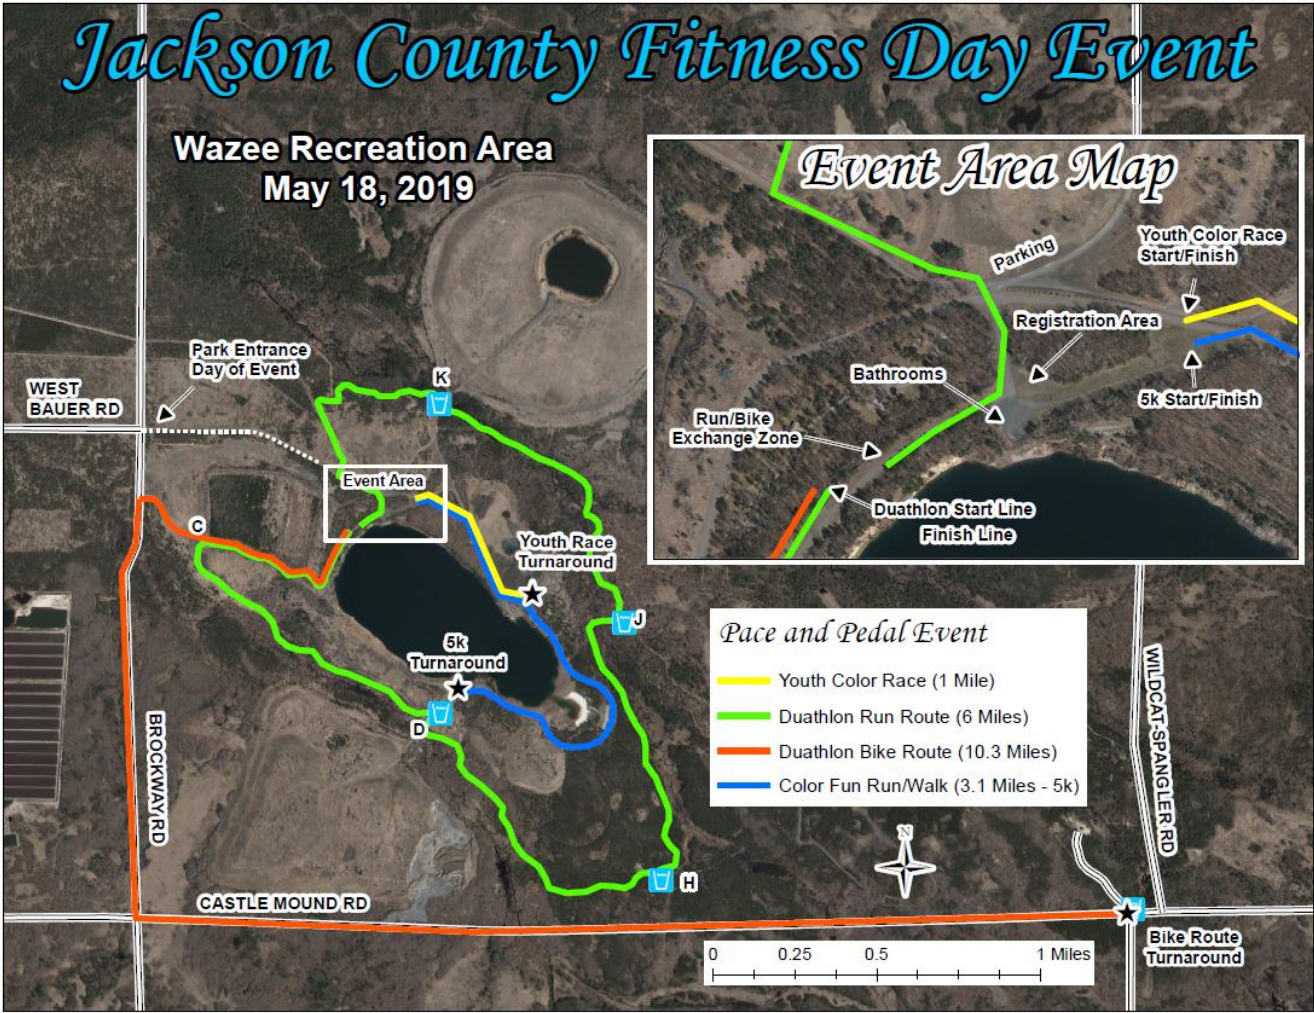 Jackson County Fitness Day Event
Wazee Recreation Area
May 18, 2019
Event Area Map
Parking
Youth Color Race
Start/Finish
Registration Area
Bathrooms
5k Start/Finish
Run/Bike
Exchange Zone
Duathlon Start Line
Finish Line
Park Entrance
Day of Event
WEST
BAUER RD
K
Event Area
C
Youth Race
Turnaround
J
5k
Turnaround
D
H
BROCKWAY RD
CASTLE MOUND RD
WILDCAT-SPANGLER RD
Pace and Pedal Event
Youth Color Race (1 Mile)
Duathlon Run Route (6 Miles)
Duathlon Bike Route (10.3 Miles)
Color Fun Run/Walk (3.1 Miles - 5k)
N
0 0.25 0.5 1 Miles
Bike Route
Turnaround